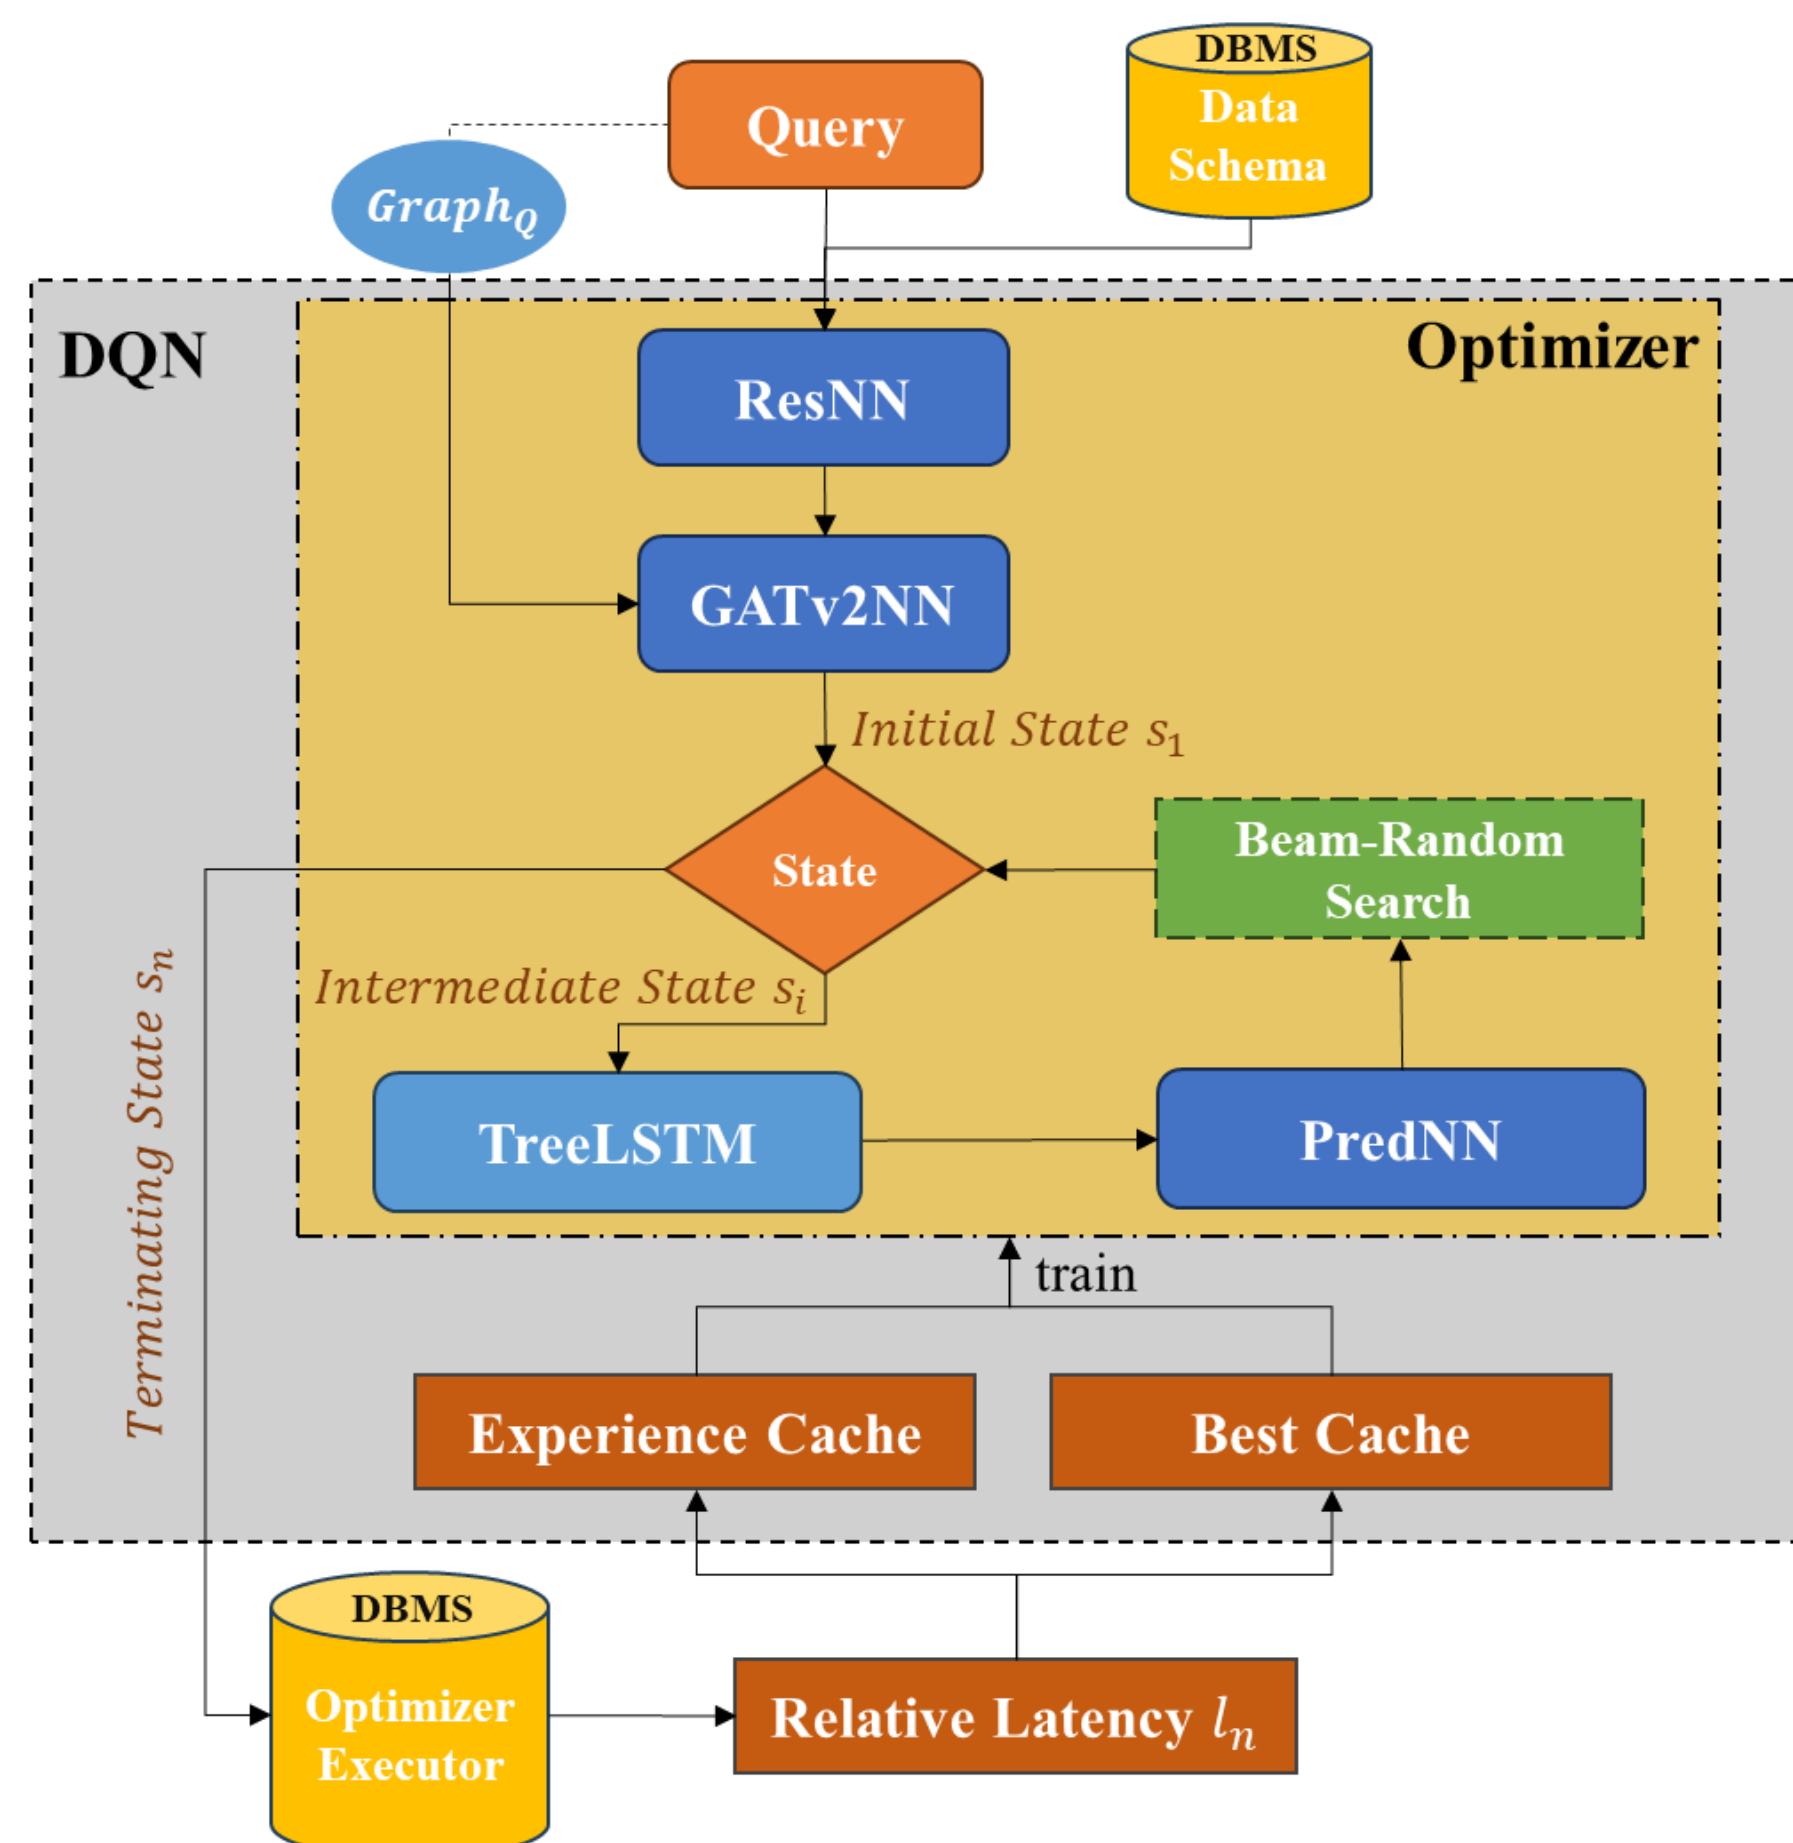 DBMS
Data
Schema
Query
Graph_Q
DQN
Optimizer
ResNN
GATv2NN
Initial State s_1
Beam-Random
Search
State
Intermediate State s_i
Terminating State s_n
TreeLSTM
PredNN
train
Experience Cache
Best Cache
DBMS
Optimizer
Executor
Relative Latency l_n